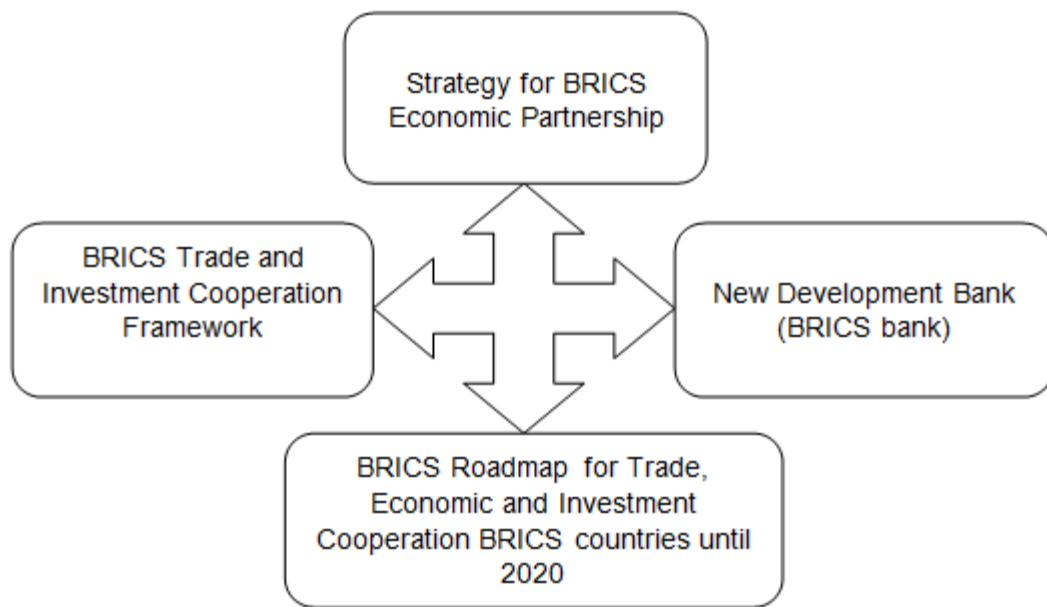 Strategy for BRICS
Economic Partnership
BRICS Trade and
Investment Cooperation
Framework
New Development Bank
(BRICS bank)
BRICS Roadmap for Trade,
Economic and Investment
Cooperation BRICS countries until
2020